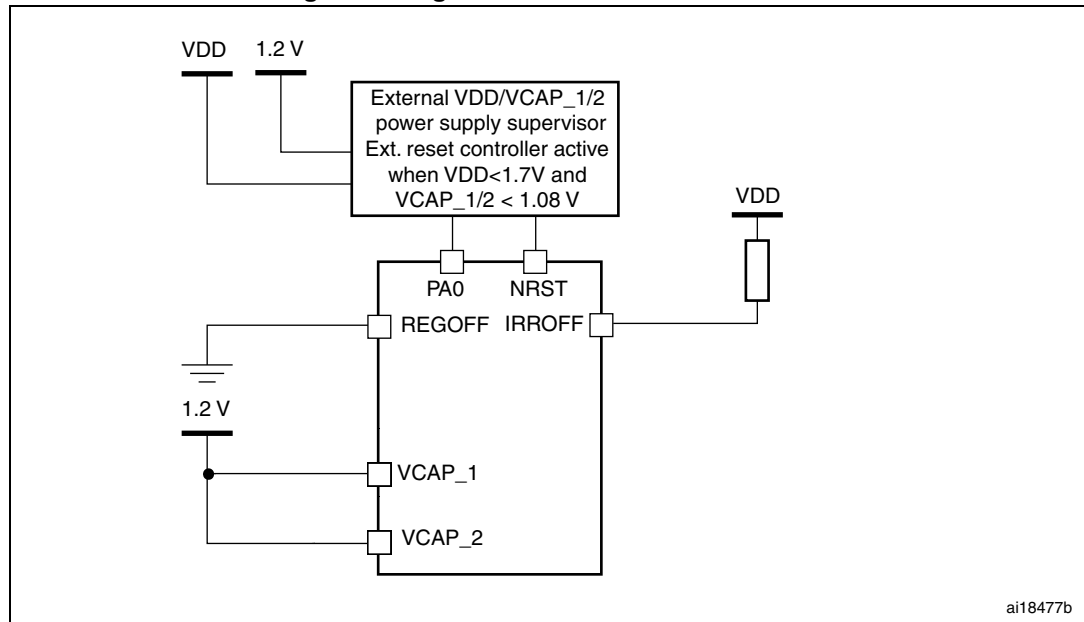 VDD
1.2 V
External VDD/VCAP_1/2
power supply supervisor
Ext. reset controller active
when VDD<1.7V and
VCAP_1/2 < 1.08 V
VDD
PA0
NRST
REGOFF
IRROFF
1.2 V
VCAP_1
VCAP_2
ai18477b